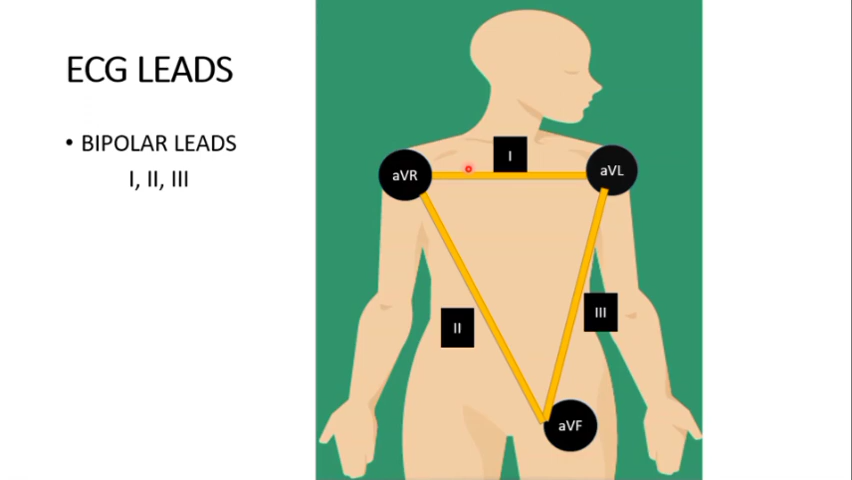 ECG LEADS
• BIPOLAR LEADS
I, II, III
I
aVR
aVL
II
III
aVF